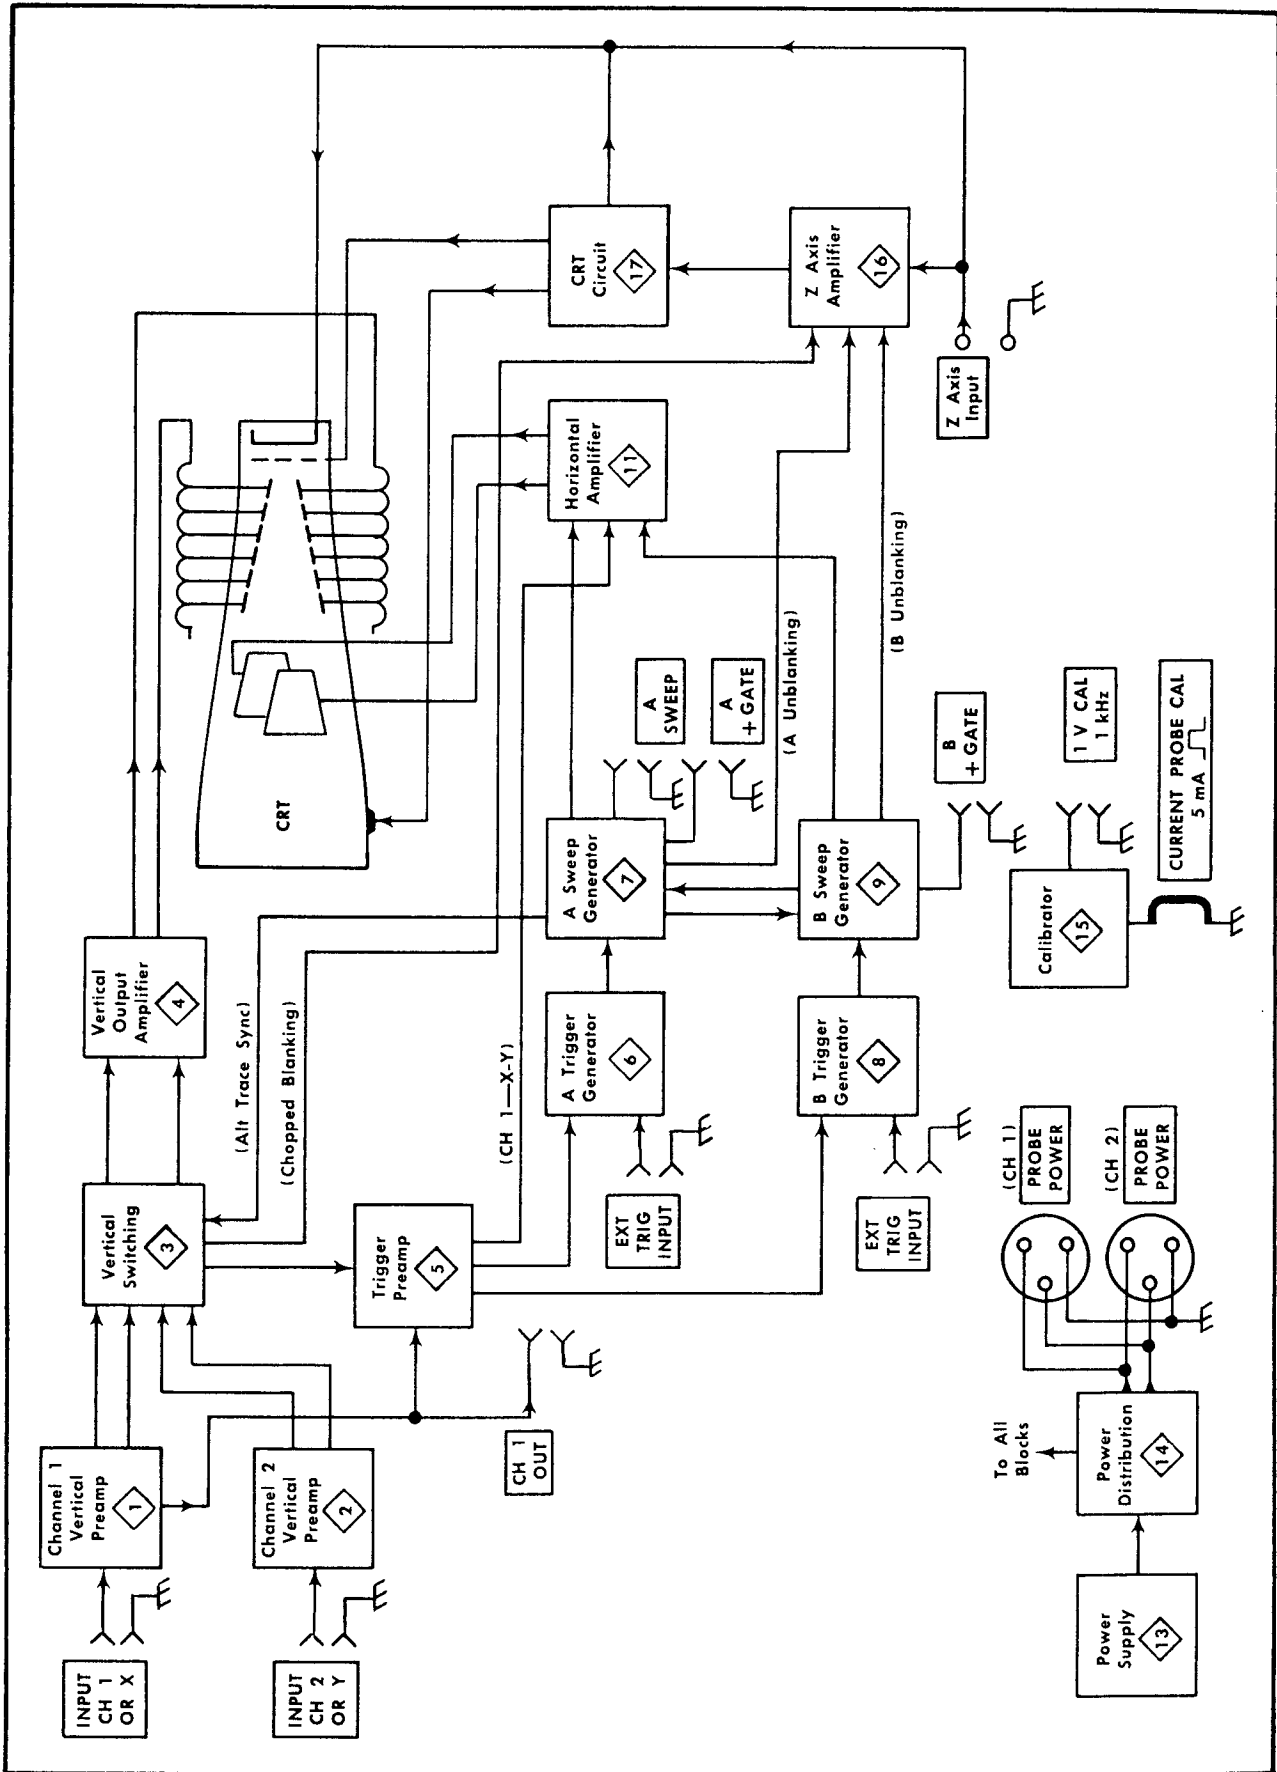 INPUT
CH 1
OR X
Channel 1
Vertical
Preamp
1
INPUT
CH 2
OR Y
Channel 2
Vertical
Preamp
2
CH 1
OUT
Vertical
Switching
3
Vertical
Output
Amplifier
4
(Alt Trace Sync)
(Chopped Blanking)
Trigger
Preamp
5
(CH 1—X-Y)
EXT
TRIG
INPUT
A Trigger
Generator
6
A Sweep
Generator
7
A
SWEEP
A
+ GATE
(A Unblanking)
EXT
TRIG
INPUT
B Trigger
Generator
8
B Sweep
Generator
9
B
+ GATE
(B Unblanking)
CRT
Horizontal
Amplifier
11
CRT
Circuit
17
Z Axis
Amplifier
16
Z Axis
Input
Power
Supply
13
Power
Distribution
14
To All
Blocks
(CH 1)
PROBE
POWER
(CH 2)
PROBE
POWER
Calibrator
15
1 V CAL
1 kHz
CURRENT PROBE CAL
5 mA